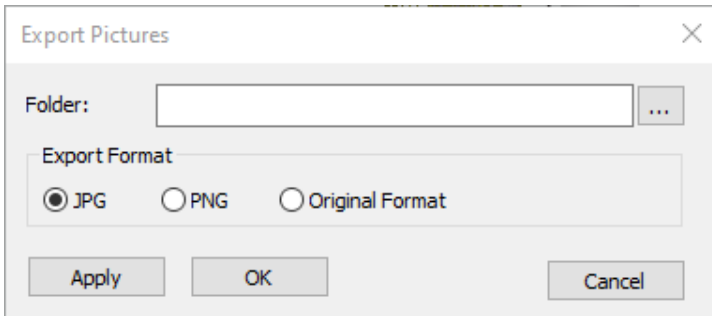 Export Pictures
Folder:
...
Export Format
JPG
PNG
Original Format
Apply
OK
Cancel